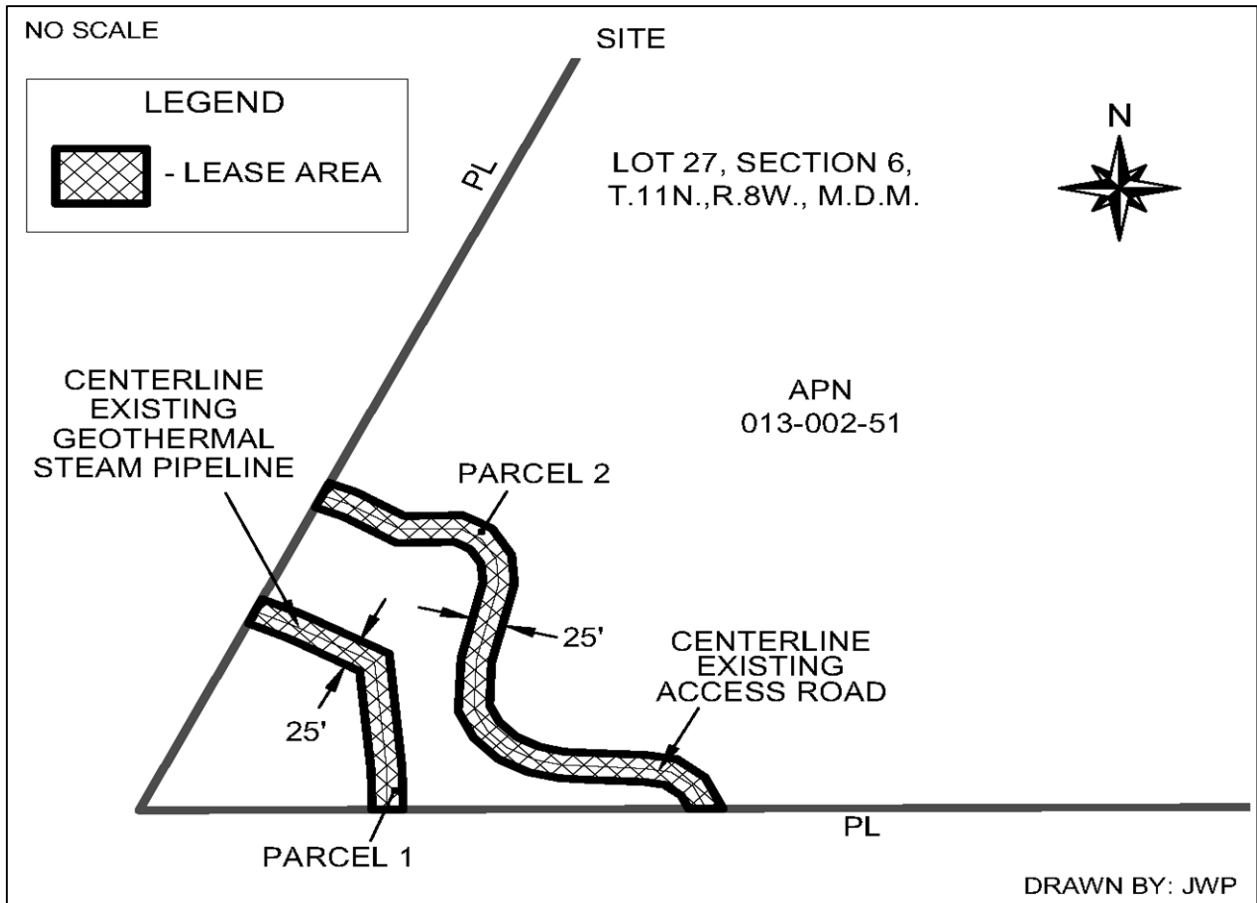 NO SCALE
SITE
LEGEND
- LEASE AREA
PL
LOT 27, SECTION 6,
T.11N.,R.8W., M.D.M.
N
APN
013-002-51
CENTERLINE
EXISTING
GEOTHERMAL
STEAM PIPELINE
PARCEL 2
25'
CENTERLINE
EXISTING
ACCESS ROAD
25'
PL
PARCEL 1
DRAWN BY: JWP